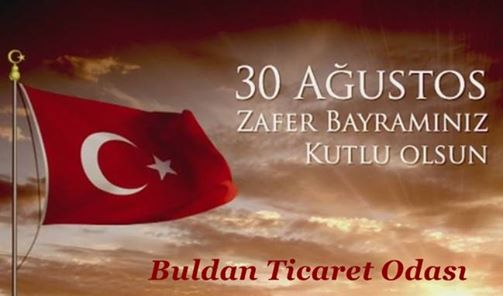 30 AĞUSTOS
ZAFER BAYRAMINIZ
KUTLU OLSUN
Buldan Ticaret Odası